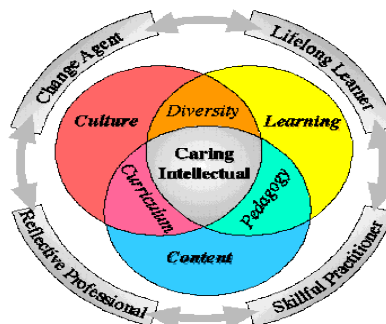 Change Agent
Lifelong Learner
Diversity
Culture
Learning
Caring
Intellectual
Curriculum
Pedagogy
Content
Reflective Professional
Skillful Practitioner